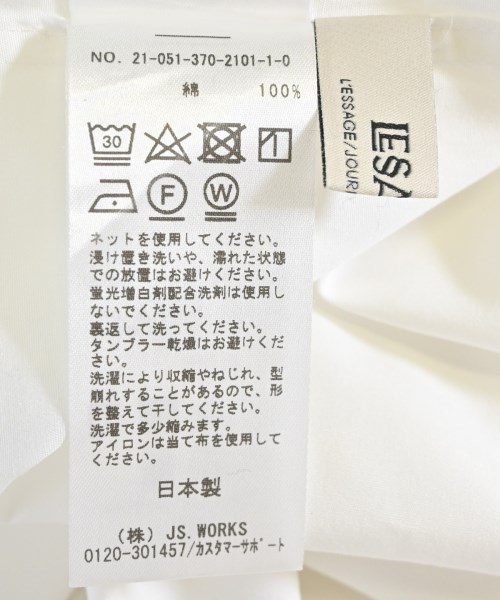 NO. 21-051-370-2101-1-0
綿 100%
30
F W
ネットを使用してください。
浸け置き洗いや、濡れた状態
での放置はお避けください。
蛍光増白剤配合洗剤は使用し
ないでください。
裏返して洗ってください。
タンブラー乾燥はお避けくだ
さい。
洗濯により収縮やねじれ、型
崩れすることがあるので、形
を整えて干してください。
洗濯で多少縮みます。
アイロンは当て布を使用して
ください。
日本製
(株) JS.WORKS
0120-301457/カスタマーサポート
LESSA
L'ESSAGE/JOUR